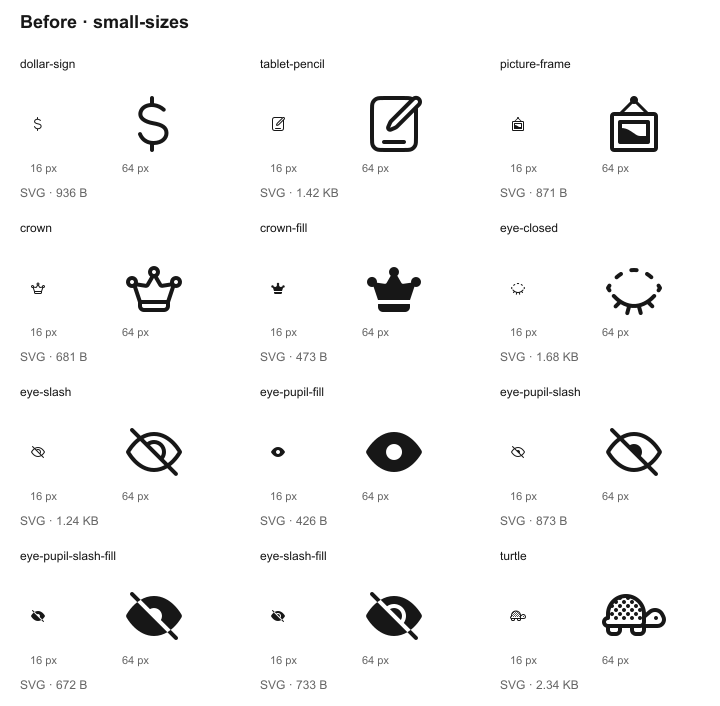 Before · small-sizes
dollar-sign
tablet-pencil
picture-frame
16 px
64 px
16 px
64 px
16 px
64 px
SVG · 936 B
SVG · 1.42 KB
SVG · 871 B
crown
crown-fill
eye-closed
16 px
64 px
16 px
64 px
16 px
64 px
SVG · 681 B
SVG · 473 B
SVG · 1.68 KB
eye-slash
eye-pupil-fill
eye-pupil-slash
16 px
64 px
16 px
64 px
16 px
64 px
SVG · 1.24 KB
SVG · 426 B
SVG · 873 B
eye-pupil-slash-fill
eye-slash-fill
turtle
16 px
64 px
16 px
64 px
16 px
64 px
SVG · 672 B
SVG · 733 B
SVG · 2.34 KB